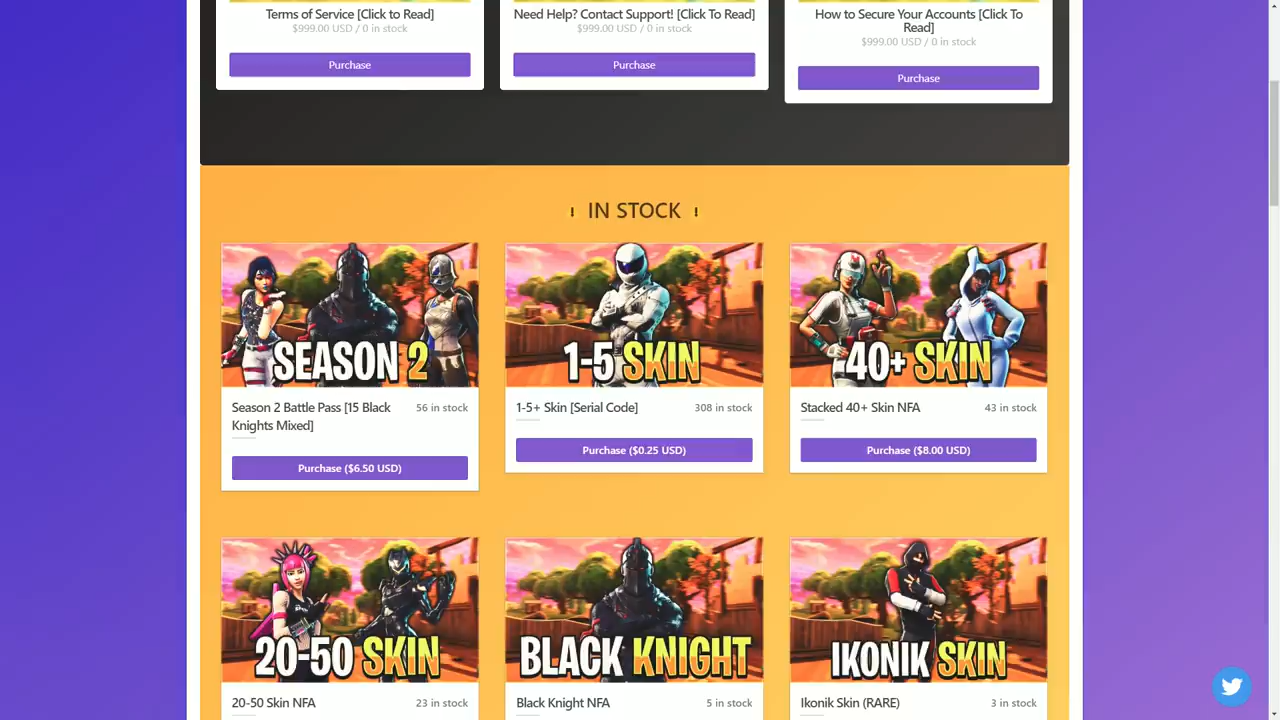 Terms of Service [Click to Read]
$999.00 USD / 0 in stock
Purchase
Need Help? Contact Support! [Click To Read]
$999.00 USD / 0 in stock
Purchase
How to Secure Your Accounts [Click To
Read]
$999.00 USD / 0 in stock
Purchase
! IN STOCK !
SEASON 2
Season 2 Battle Pass [15 Black
Knights Mixed]
56 in stock
Purchase ($6.50 USD)
1-5 SKIN
1-5+ Skin [Serial Code]
308 in stock
Purchase ($0.25 USD)
40+ SKIN
Stacked 40+ Skin NFA
43 in stock
Purchase ($8.00 USD)
20-50 SKIN
20-50 Skin NFA
23 in stock
BLACK KNIGHT
Black Knight NFA
5 in stock
IKONIK SKIN
Ikonik Skin (RARE)
3 in stock